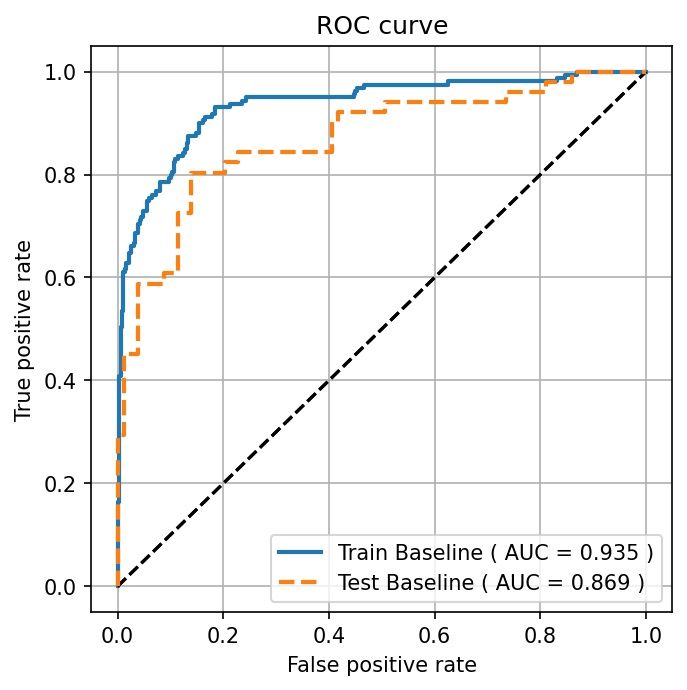 ROC curve
1.0
0.8
0.6
0.4
0.2
0.0
True positive rate
Train Baseline ( AUC = 0.935 )
Test Baseline ( AUC = 0.869 )
0.0 0.2 0.4 0.6 0.8 1.0
False positive rate